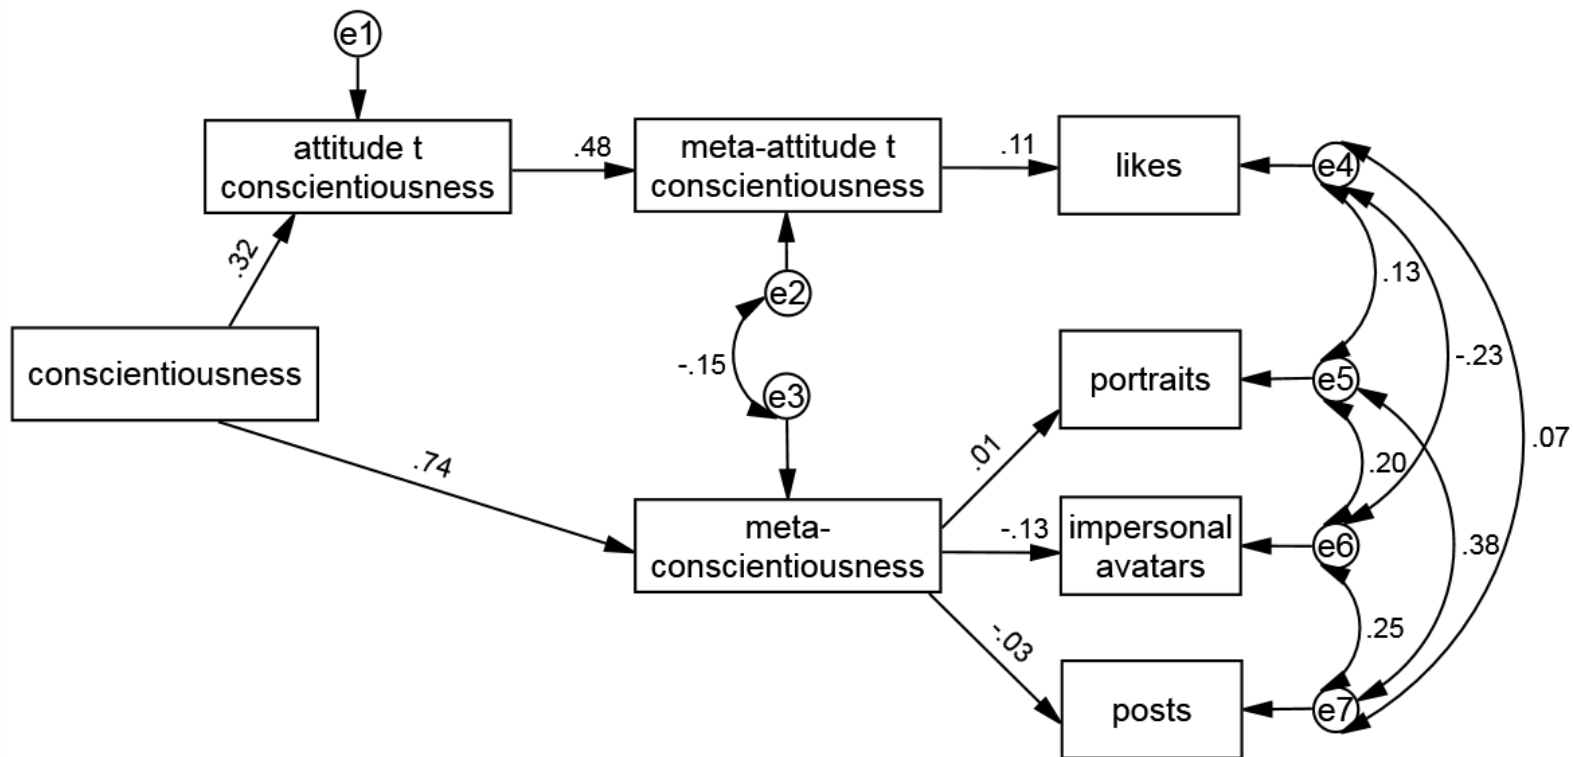 e1
attitude t
conscientiousness
.48
meta-attitude t
conscientiousness
.11
likes
e4
.32
e2
.13
conscientiousness
-.15
e3
portraits
e5
-.23
.07
.74
.01
.20
meta-
conscientiousness
-.13
impersonal
avatars
e6
.38
-.03
.25
posts
e7